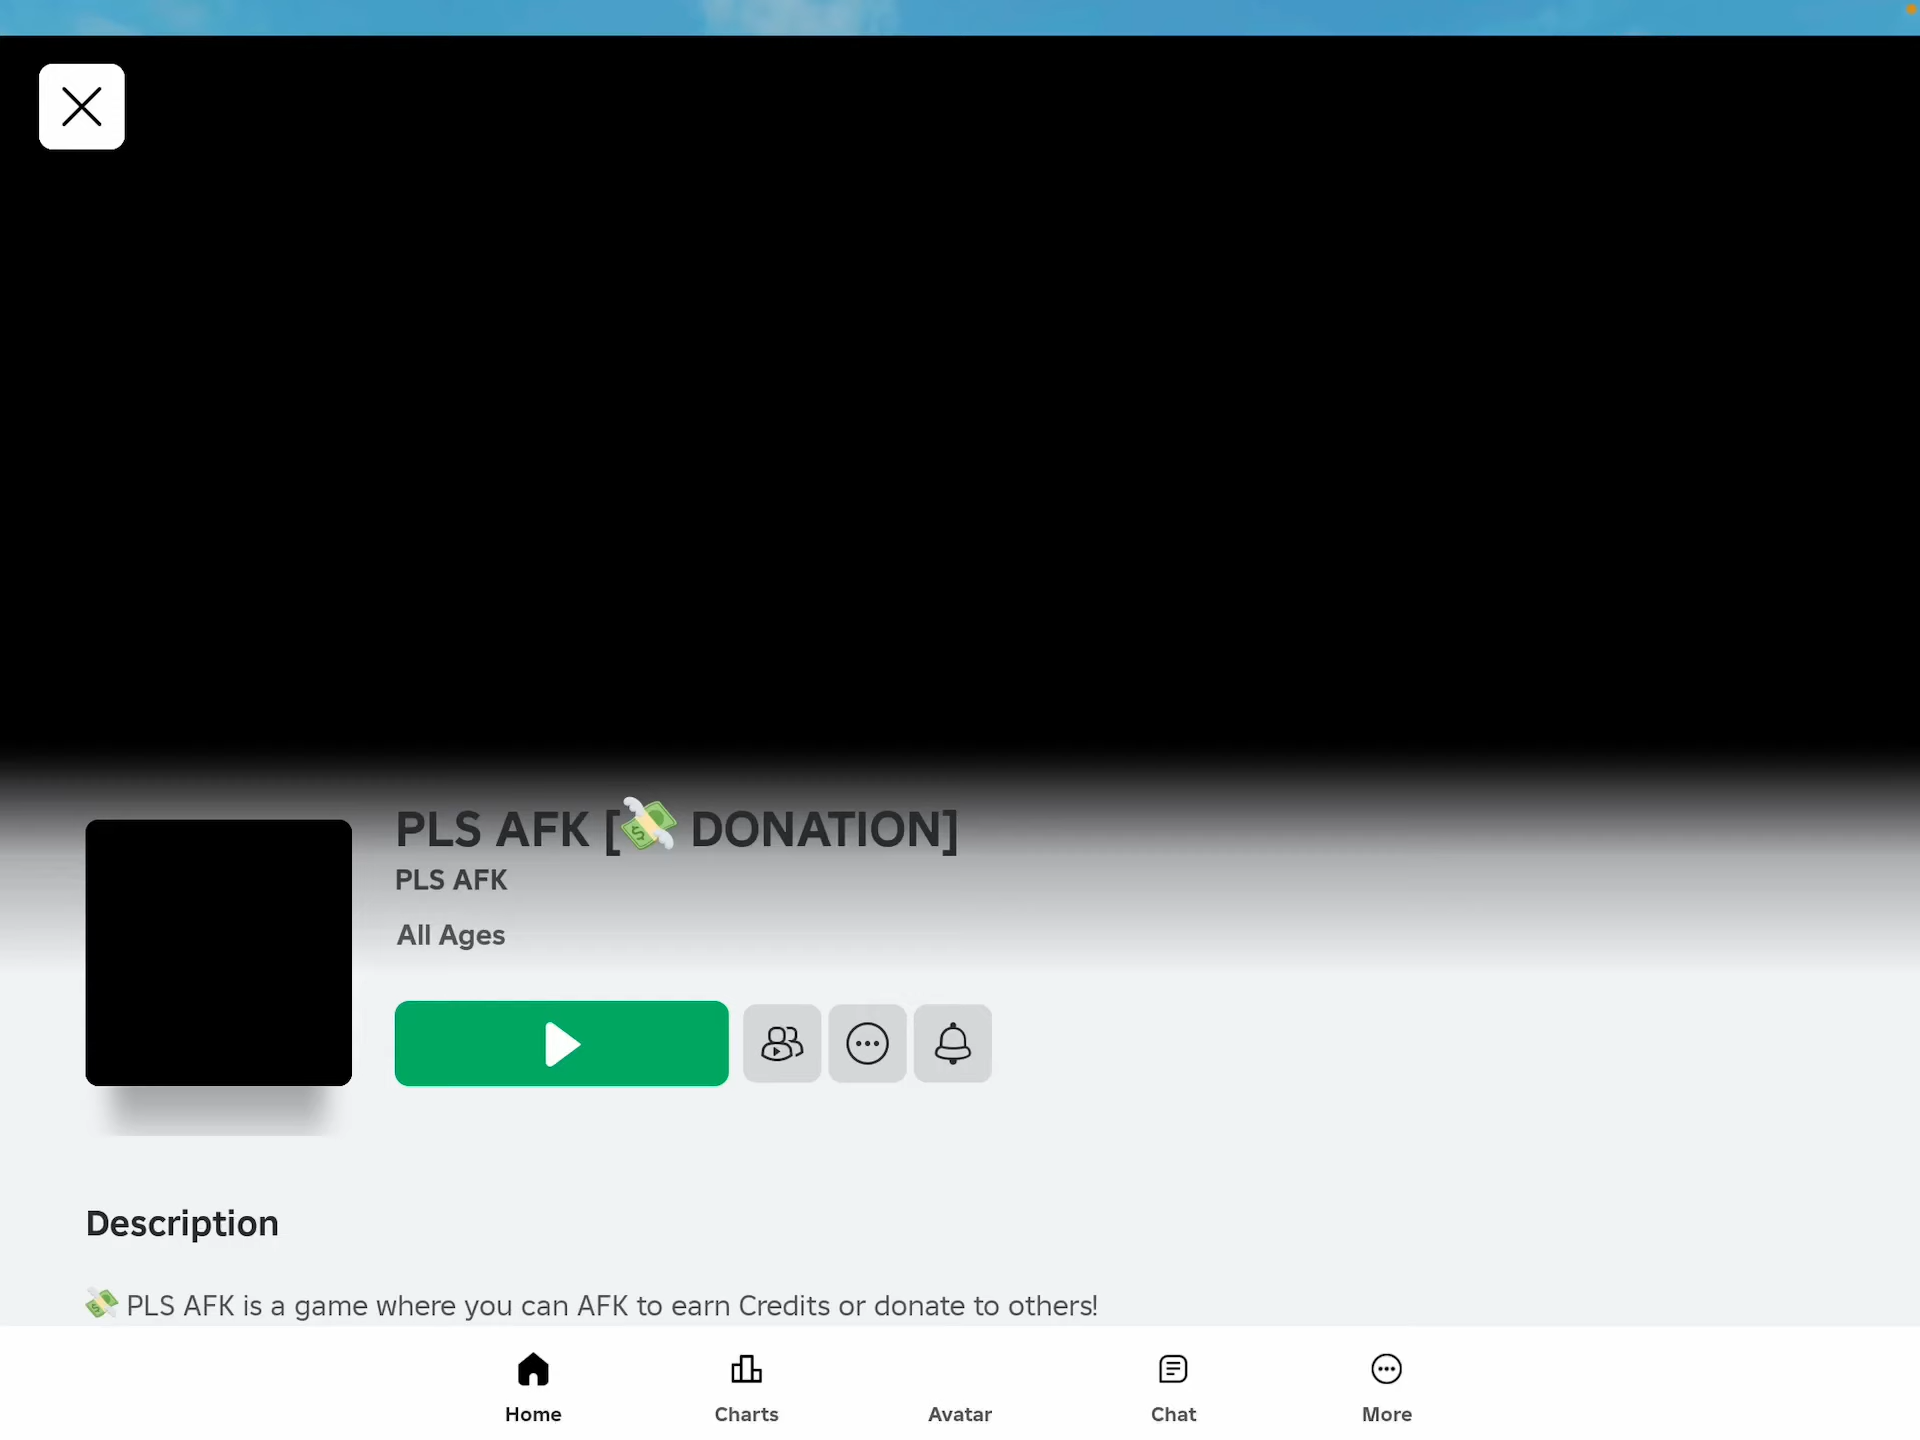 PLS AFK [💸 DONATION]
PLS AFK
All Ages
Description
💸 PLS AFK is a game where you can AFK to earn Credits or donate to others!
Home
Charts
Avatar
Chat
More